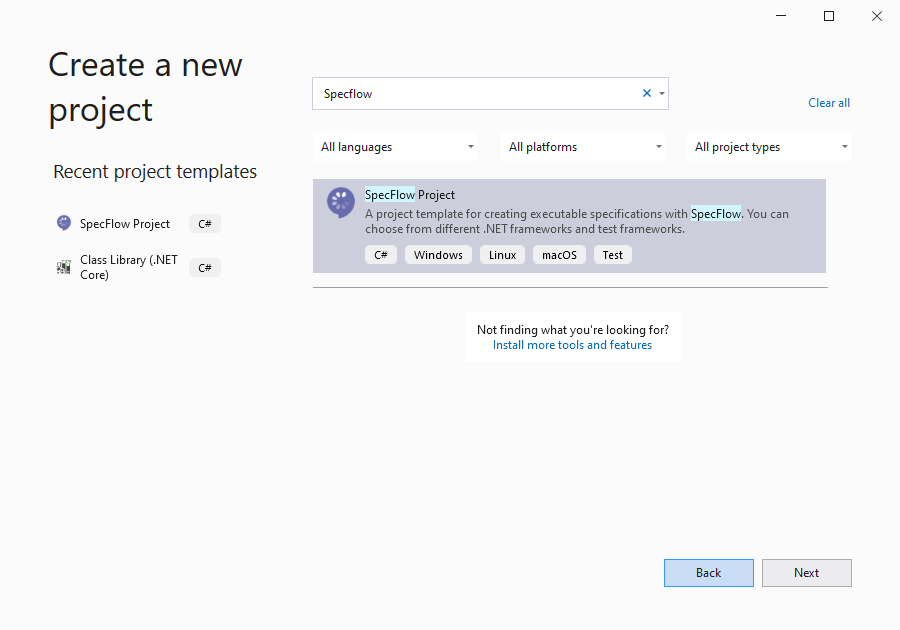 Create a new
project
Recent project templates
SpecFlow Project C#
Class Library (.NET
Core) C#
Specflow
Clear all
All languages All platforms All project types
SpecFlow Project
A project template for creating executable specifications with SpecFlow. You can
choose from different .NET frameworks and test frameworks.
C# Windows Linux macOS Test
Not finding what you're looking for?
Install more tools and features
Back Next